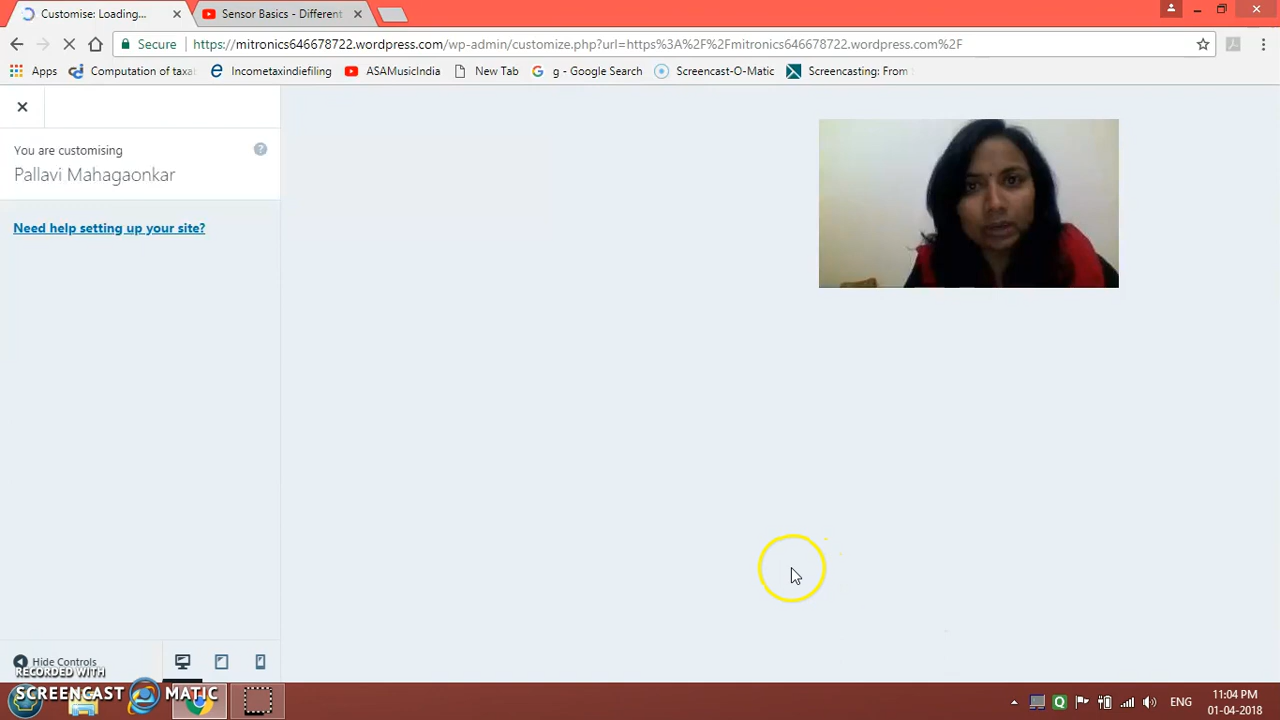 Customise: Loading...
Sensor Basics - Different
Secure
https://mitronics646678722.wordpress.com/wp-admin/customize.php?url=https%3A%2F%2Fmitronics646678722.wordpress.com%2F
Apps
Computation of taxal
Incometaxindiefiling
ASAMusicIndia
New Tab
g - Google Search
Screencast-O-Matic
Screencasting: From
You are customising
Pallavi Mahagaonkar
Need help setting up your site?
Hide Controls
RECORDED WITH
SCREENCAST MATIC
ENG
11:04 PM
01-04-2018